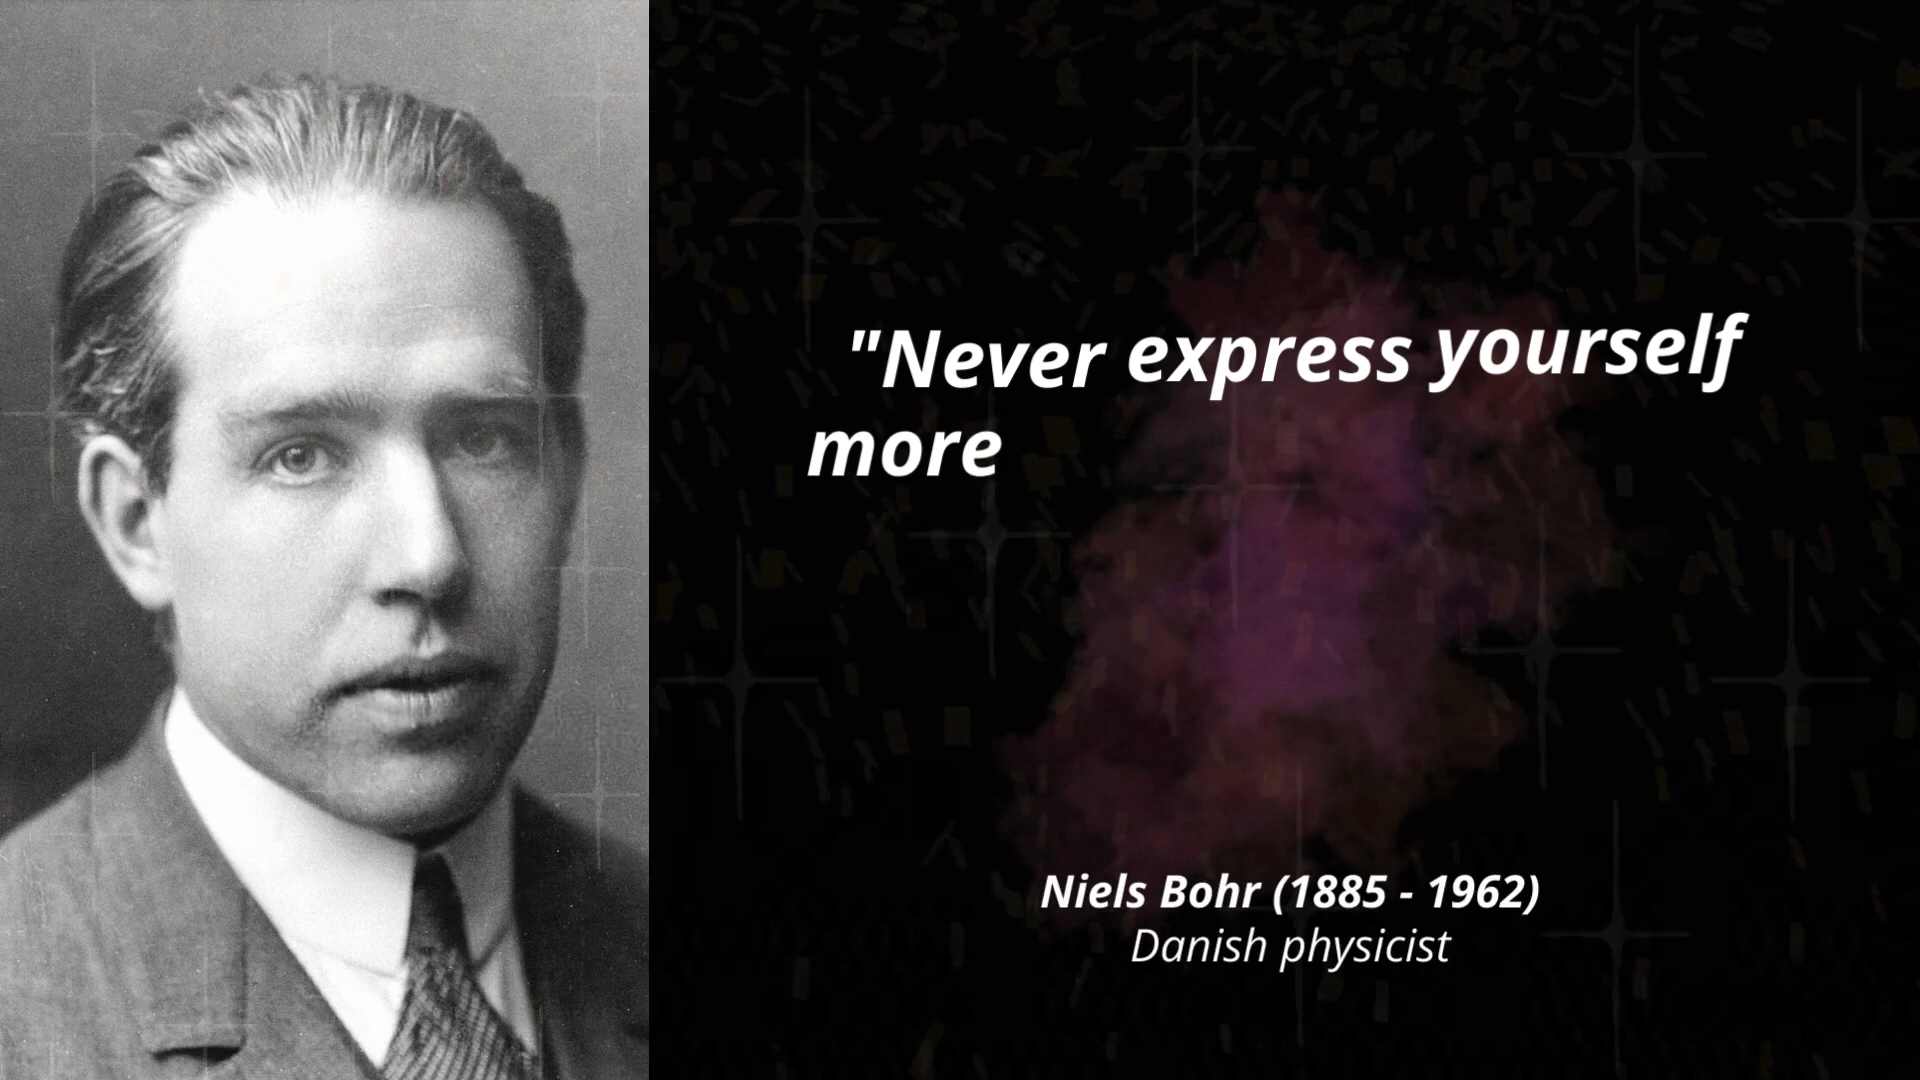 "Never express yourself
more
Niels Bohr (1885 - 1962)
Danish physicist